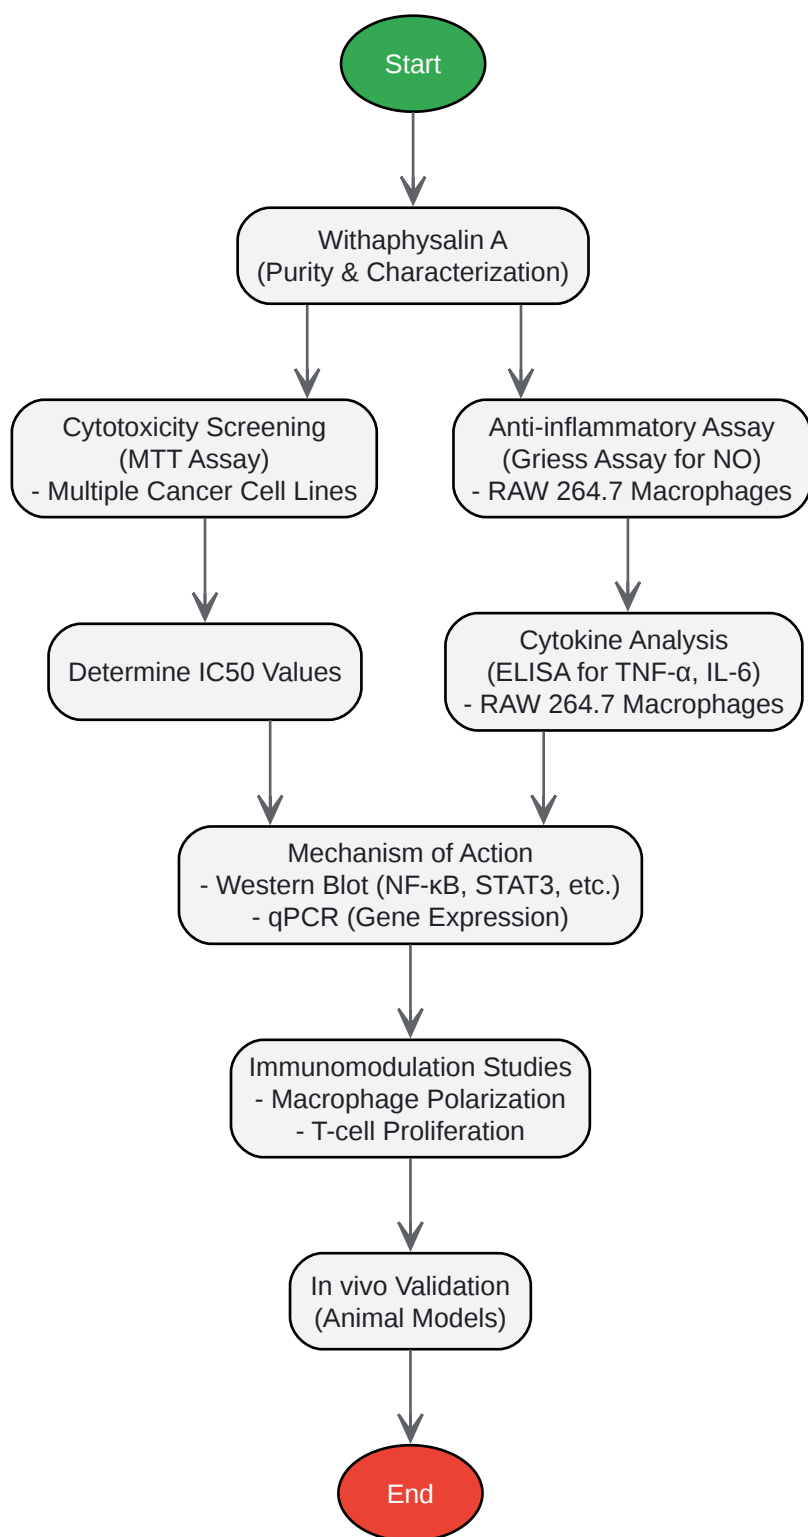 Start
Withaphysalin A
(Purity & Characterization)
Cytotoxicity Screening
(MTT Assay)
- Multiple Cancer Cell Lines
Anti-inflammatory Assay
(Griess Assay for NO)
- RAW 264.7 Macrophages
Determine IC50 Values
Cytokine Analysis
(ELISA for TNF-α, IL-6)
- RAW 264.7 Macrophages
Mechanism of Action
- Western Blot (NF-κB, STAT3, etc.)
- qPCR (Gene Expression)
Immunomodulation Studies
- Macrophage Polarization
- T-cell Proliferation
In vivo Validation
(Animal Models)
End